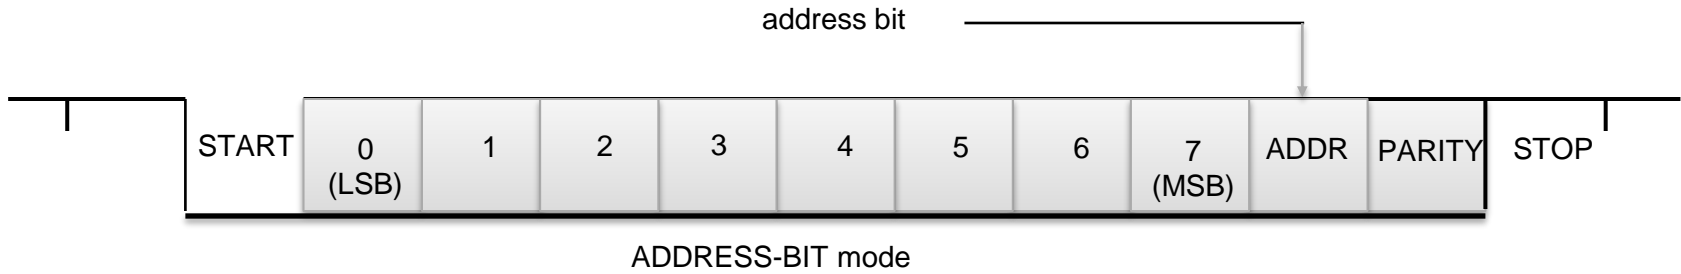 address bit
START 0 1 2 3 4 5 6 7 ADDR PARITY STOP
(LSB) (MSB)
ADDRESS-BIT mode